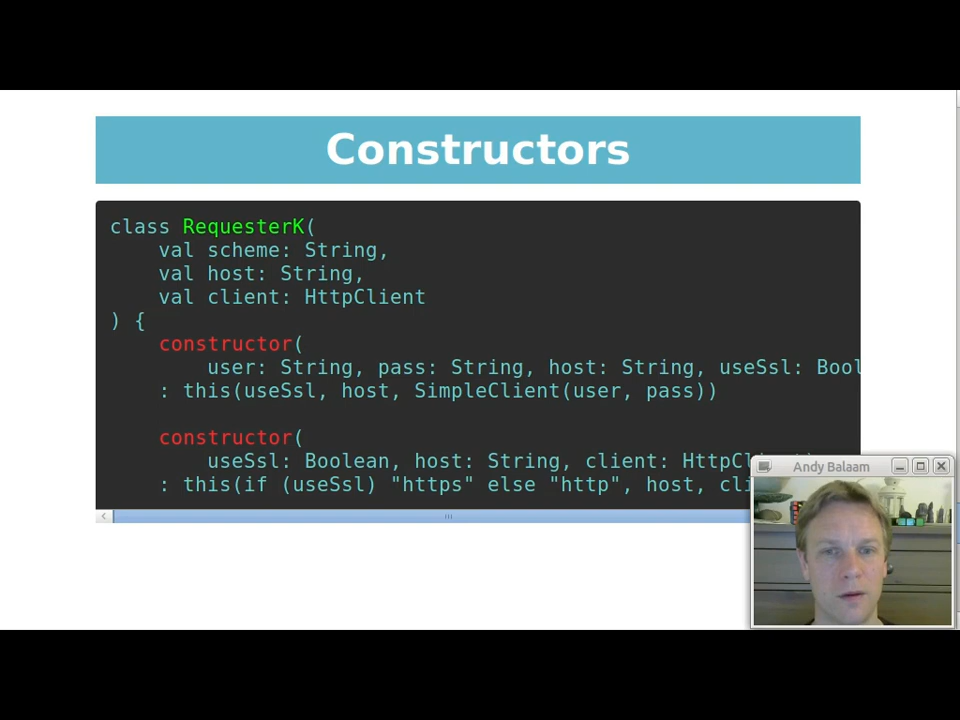 Constructors
class RequesterK(
    val scheme: String,
    val host: String,
    val client: HttpClient
) {
    constructor(
        user: String, pass: String, host: String, useSsl: Bool
    : this(useSsl, host, SimpleClient(user, pass))
    constructor(
        useSsl: Boolean, host: String, client: HttpCl
    : this(if (useSsl) "https" else "http", host, cli
Andy Balaam